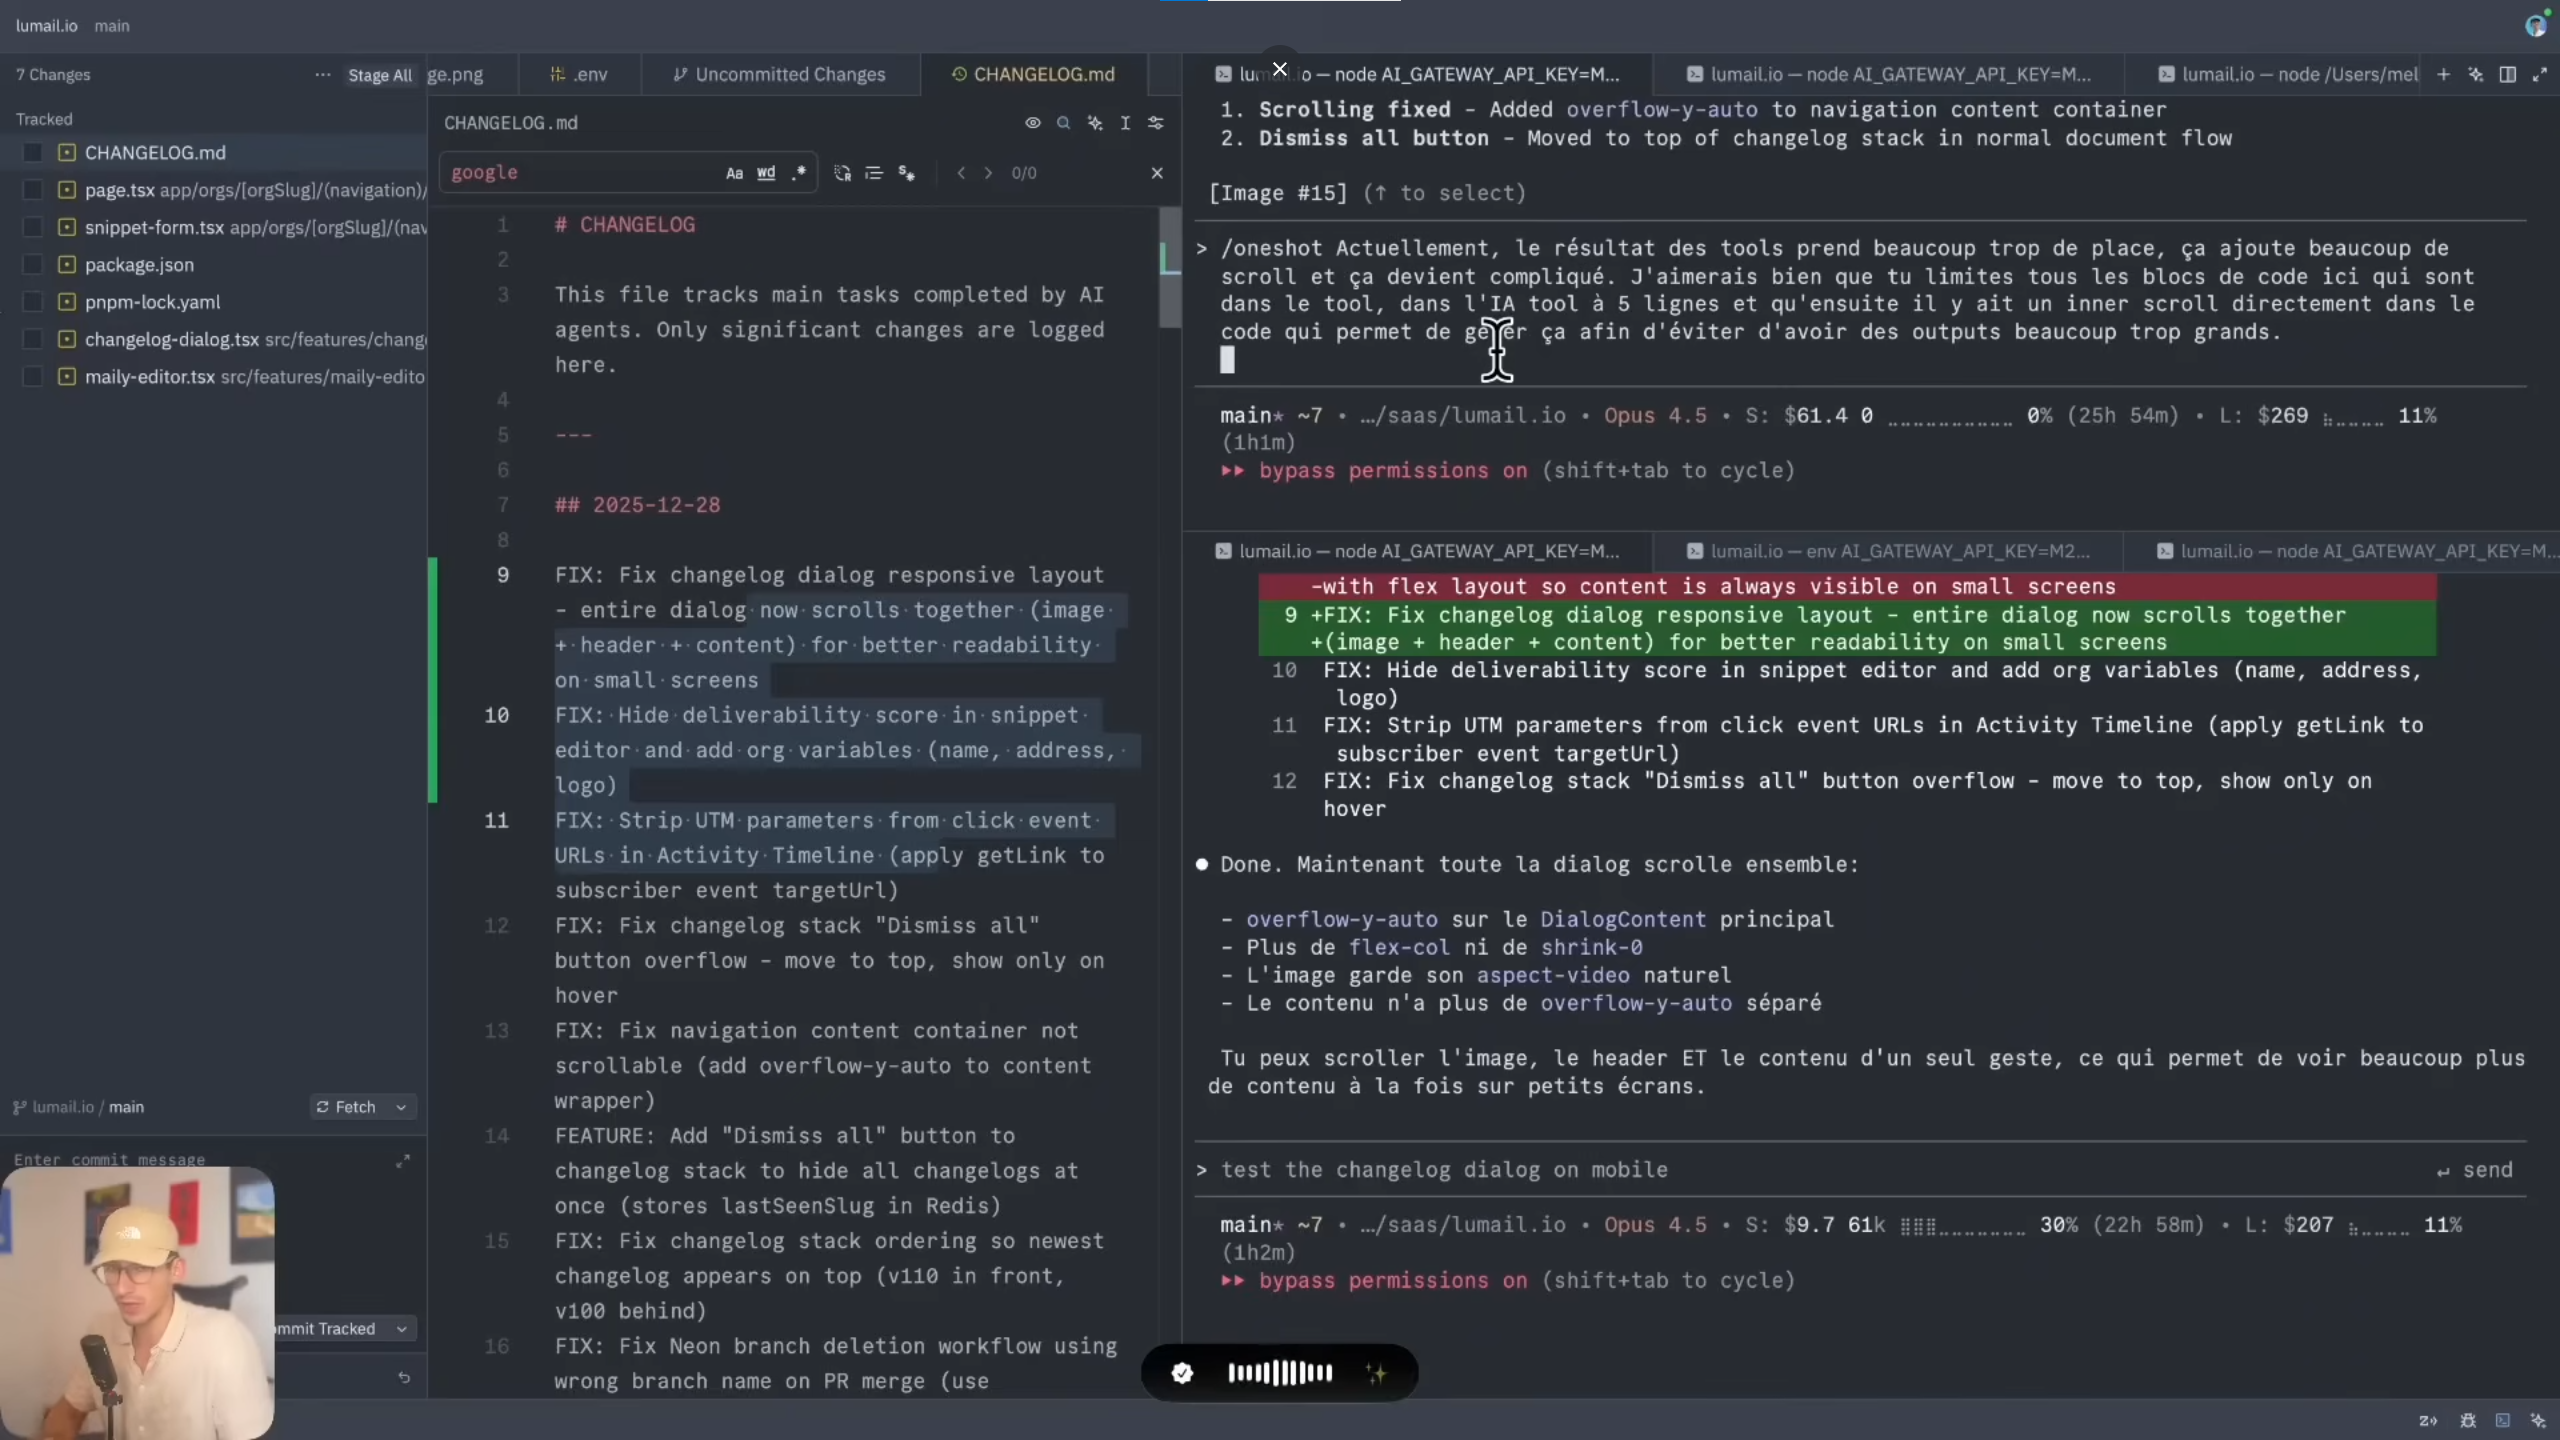 lumail.io main
7 Changes ... Stage All
Tracked
CHANGELOG.md
page.tsx app/orgs/[orgSlug]/(navigation)/
snippet-form.tsx app/orgs/[orgSlug]/(nav
package.json
pnpm-lock.yaml
changelog-dialog.tsx src/features/change
maily-editor.tsx src/features/maily-edito
lumail.io / main Fetch
Enter commit message
ommit Tracked
ge.png .env Uncommitted Changes CHANGELOG.md
CHANGELOG.md
google Aa wd .* 0/0
1 # CHANGELOG
2
3 This file tracks main tasks completed by AI
agents. Only significant changes are logged
here.
4
5 ---
6
7 ## 2025-12-28
8
9 FIX: Fix changelog dialog responsive layout
- entire dialog now scrolls together (image
+ header + content) for better readability
on small screens
10 FIX: Hide deliverability score in snippet
editor and add org variables (name, address,
logo)
11 FIX: Strip UTM parameters from click event
URLs in Activity Timeline (apply getLink to
subscriber event targetUrl)
12 FIX: Fix changelog stack "Dismiss all"
button overflow - move to top, show only on
hover
13 FIX: Fix navigation content container not
scrollable (add overflow-y-auto to content
wrapper)
14 FEATURE: Add "Dismiss all" button to
changelog stack to hide all changelogs at
once (stores lastSeenSlug in Redis)
15 FIX: Fix changelog stack ordering so newest
changelog appears on top (v110 in front,
v100 behind)
16 FIX: Fix Neon branch deletion workflow using
wrong branch name on PR merge (use
io — node AI_GATEWAY_API_KEY=M... lumail.io — node AI_GATEWAY_API_KEY=M... lumail.io — node /Users/mel
1. Scrolling fixed - Added overflow-y-auto to navigation content container
2. Dismiss all button - Moved to top of changelog stack in normal document flow
[Image #15] (↑ to select)
> /oneshot Actuellement, le résultat des tools prend beaucoup trop de place, ça ajoute beaucoup de
scroll et ça devient compliqué. J'aimerais bien que tu limites tous les blocs de code ici qui sont
dans le tool, dans l'IA tool à 5 lignes et qu'ensuite il y ait un inner scroll directement dans le
code qui permet de gérer ça afin d'éviter d'avoir des outputs beaucoup trop grands.
main* ~7 • …/saas/lumail.io • Opus 4.5 • S: $61.4 0 0% (25h 54m) • L: $269 11%
(1h1m)
▸▸ bypass permissions on (shift+tab to cycle)
lumail.io — node AI_GATEWAY_API_KEY=M... lumail.io — env AI_GATEWAY_API_KEY=M2... lumail.io — node AI_GATEWAY_API_KEY=M...
-with flex layout so content is always visible on small screens
9 +FIX: Fix changelog dialog responsive layout - entire dialog now scrolls together
+(image + header + content) for better readability on small screens
10 FIX: Hide deliverability score in snippet editor and add org variables (name, address,
logo)
11 FIX: Strip UTM parameters from click event URLs in Activity Timeline (apply getLink to
subscriber event targetUrl)
12 FIX: Fix changelog stack "Dismiss all" button overflow - move to top, show only on
hover
● Done. Maintenant toute la dialog scrolle ensemble:
- overflow-y-auto sur le DialogContent principal
- Plus de flex-col ni de shrink-0
- L'image garde son aspect-video naturel
- Le contenu n'a plus de overflow-y-auto séparé
Tu peux scroller l'image, le header ET le contenu d'un seul geste, ce qui permet de voir beaucoup plus
de contenu à la fois sur petits écrans.
> test the changelog dialog on mobile ↵ send
main* ~7 • …/saas/lumail.io • Opus 4.5 • S: $9.7 61k 30% (22h 58m) • L: $207 11%
(1h2m)
▸▸ bypass permissions on (shift+tab to cycle)